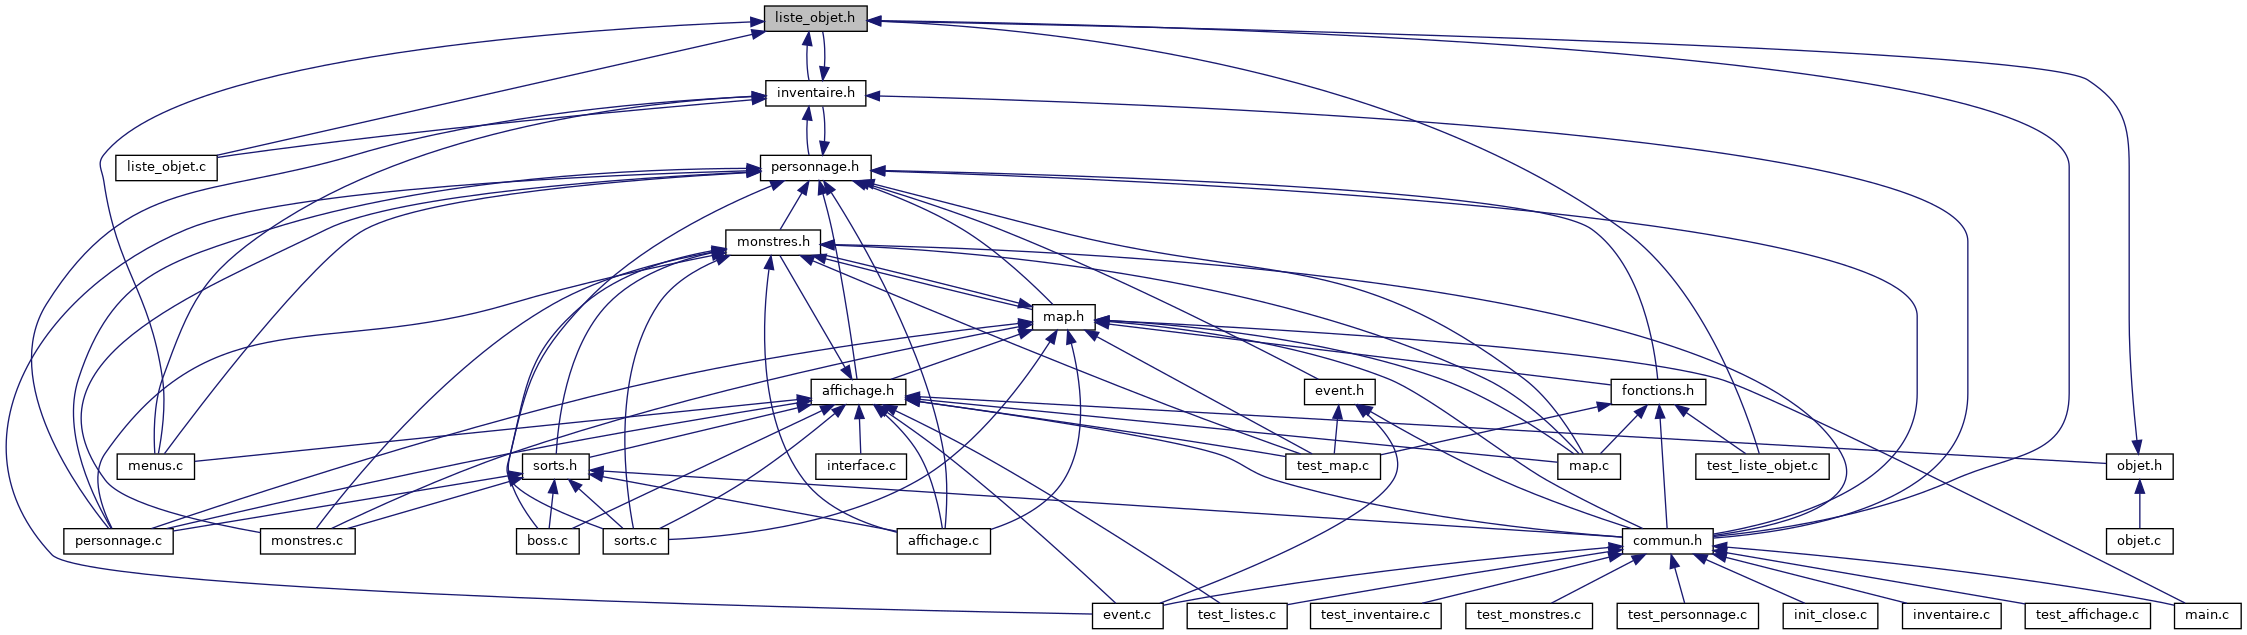 liste_objet.h
inventaire.h
liste_objet.c
personnage.h
monstres.h
map.h
affichage.h
event.h
fonctions.h
menus.c
sorts.h
interface.c
test_map.c
map.c
test_liste_objet.c
objet.h
personnage.c
monstres.c
boss.c
sorts.c
affichage.c
commun.h
objet.c
event.c
test_listes.c
test_inventaire.c
test_monstres.c
test_personnage.c
init_close.c
inventaire.c
test_affichage.c
main.c